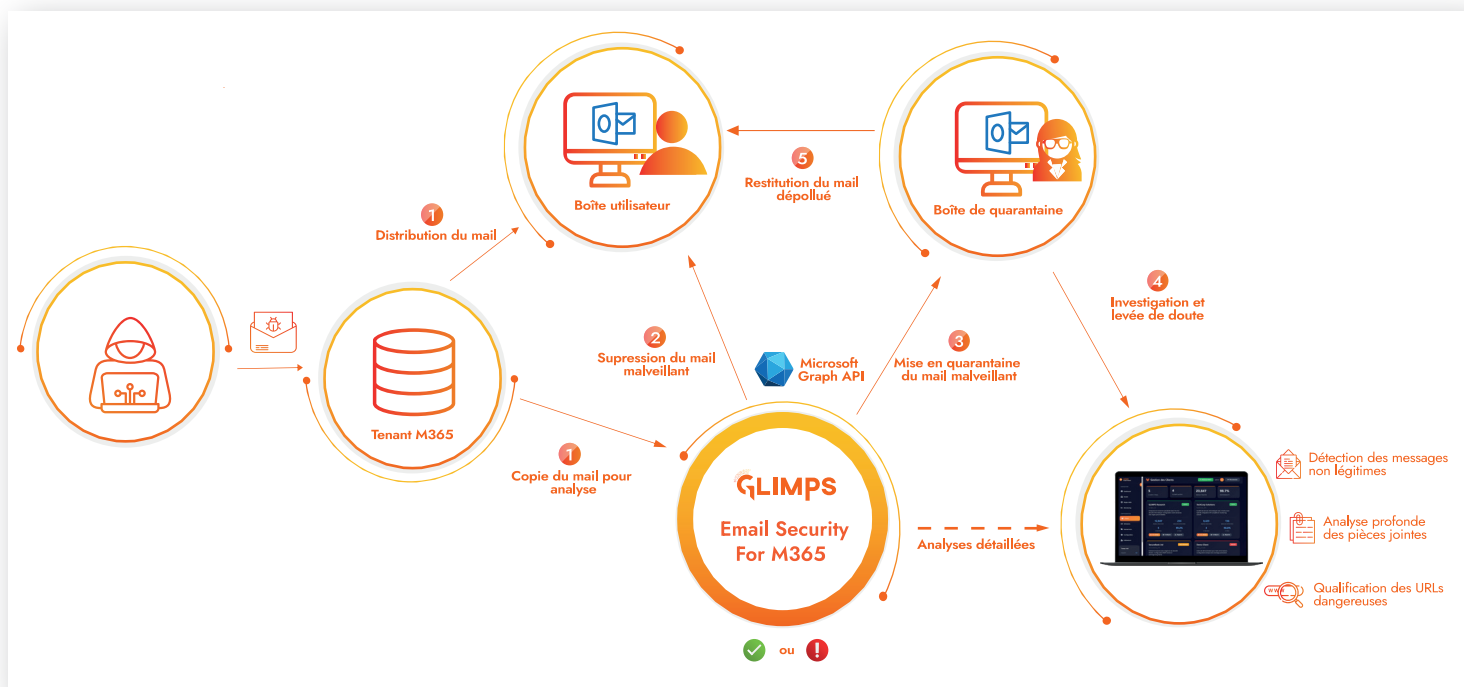 Boîte utilisateur
Boîte de quarantaine
5
Restitution du mail
dépollué
1
Distribution du mail
4
Investigation et
levée de doute
2
Supression du mail
malveillant
Microsoft
Graph API
3
Mise en quarantaine
du mail malveillant
Tenant M365
1
Copie du mail pour
analyse
GLIMPS
Email Security
For M365
Analyses détaillées
Détection des messages
non légitimes
Analyse profonde
des pièces jointes
www
Qualification des URLs
dangereuses
ou